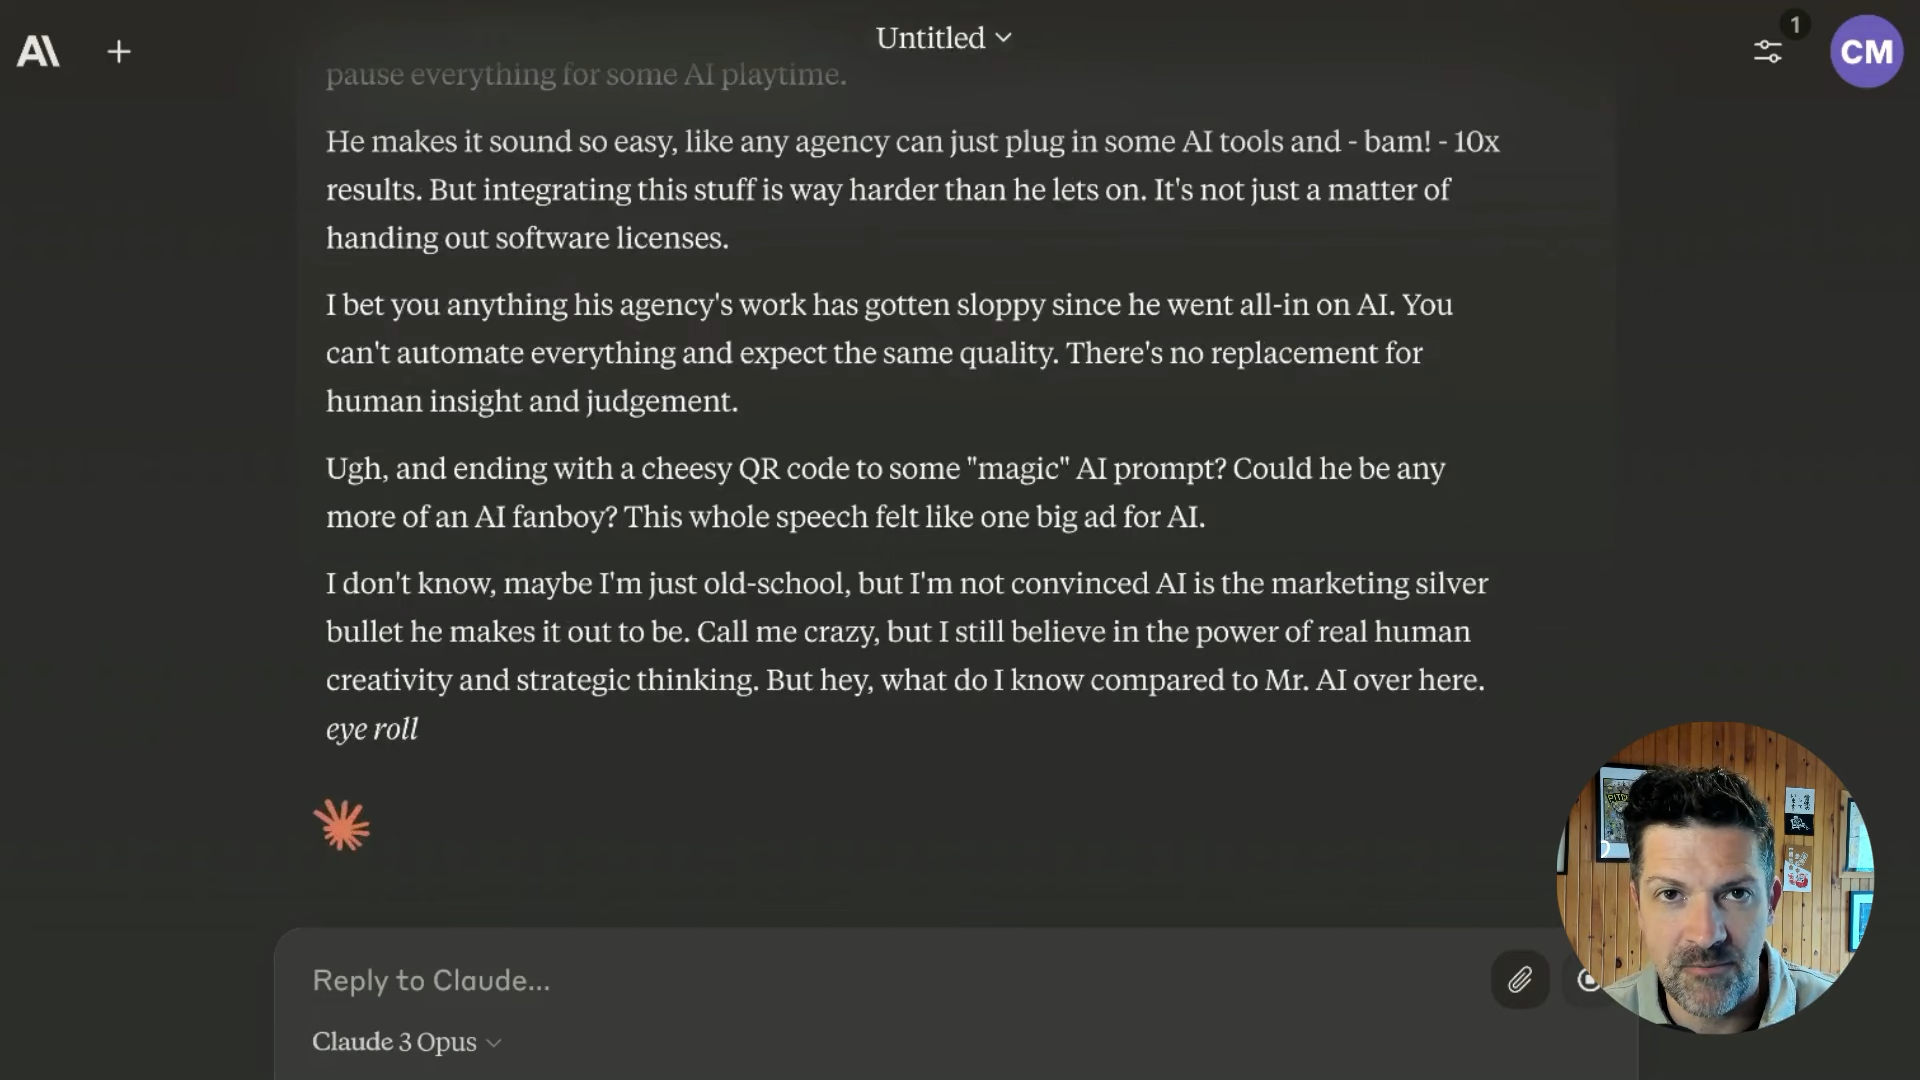 Untitled
1
CM
pause everything for some AI playtime.
He makes it sound so easy, like any agency can just plug in some AI tools and - bam! - 10x
results. But integrating this stuff is way harder than he lets on. It's not just a matter of
handing out software licenses.
I bet you anything his agency's work has gotten sloppy since he went all-in on AI. You
can't automate everything and expect the same quality. There's no replacement for
human insight and judgement.
Ugh, and ending with a cheesy QR code to some "magic" AI prompt? Could he be any
more of an AI fanboy? This whole speech felt like one big ad for AI.
I don't know, maybe I'm just old-school, but I'm not convinced AI is the marketing silver
bullet he makes it out to be. Call me crazy, but I still believe in the power of real human
creativity and strategic thinking. But hey, what do I know compared to Mr. AI over here.
eye roll
Reply to Claude...
Claude 3 Opus